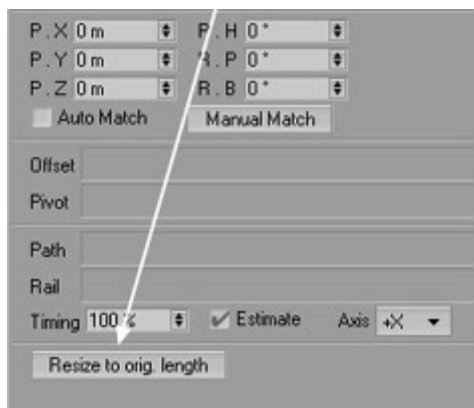 P . X 0 m P . H 0 °
P . Y 0 m R . P 0 °
P . Z 0 m R . B 0 °
Auto Match Manual Match
Offset
Pivot
Path
Rail
Timing 100 % Estimate Axis +X
Resize to orig. length